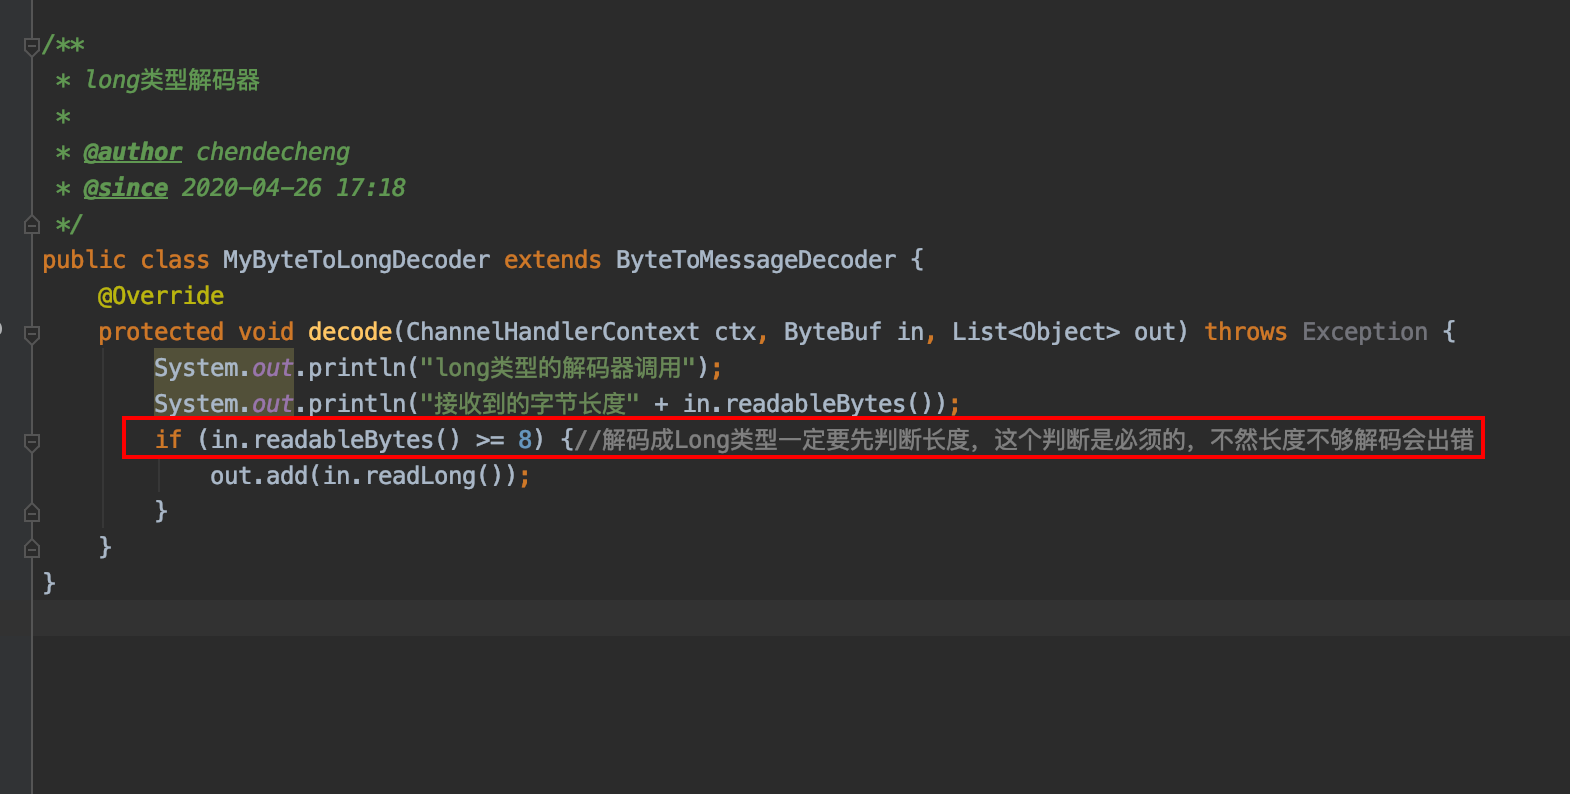 /**
 * long类型解码器
 *
 * @author chendecheng
 * @since 2020-04-26 17:18
 */
public class MyByteToLongDecoder extends ByteToMessageDecoder {
    @Override
    protected void decode(ChannelHandlerContext ctx, ByteBuf in, List<Object> out) throws Exception {
        System.out.println("long类型的解码器调用");
        System.out.println("接收到的字节长度" + in.readableBytes());
        if (in.readableBytes() >= 8) {//解码成Long类型一定要先判断长度，这个判断是必须的，不然长度不够解码会出错
            out.add(in.readLong());
        }
    }
}